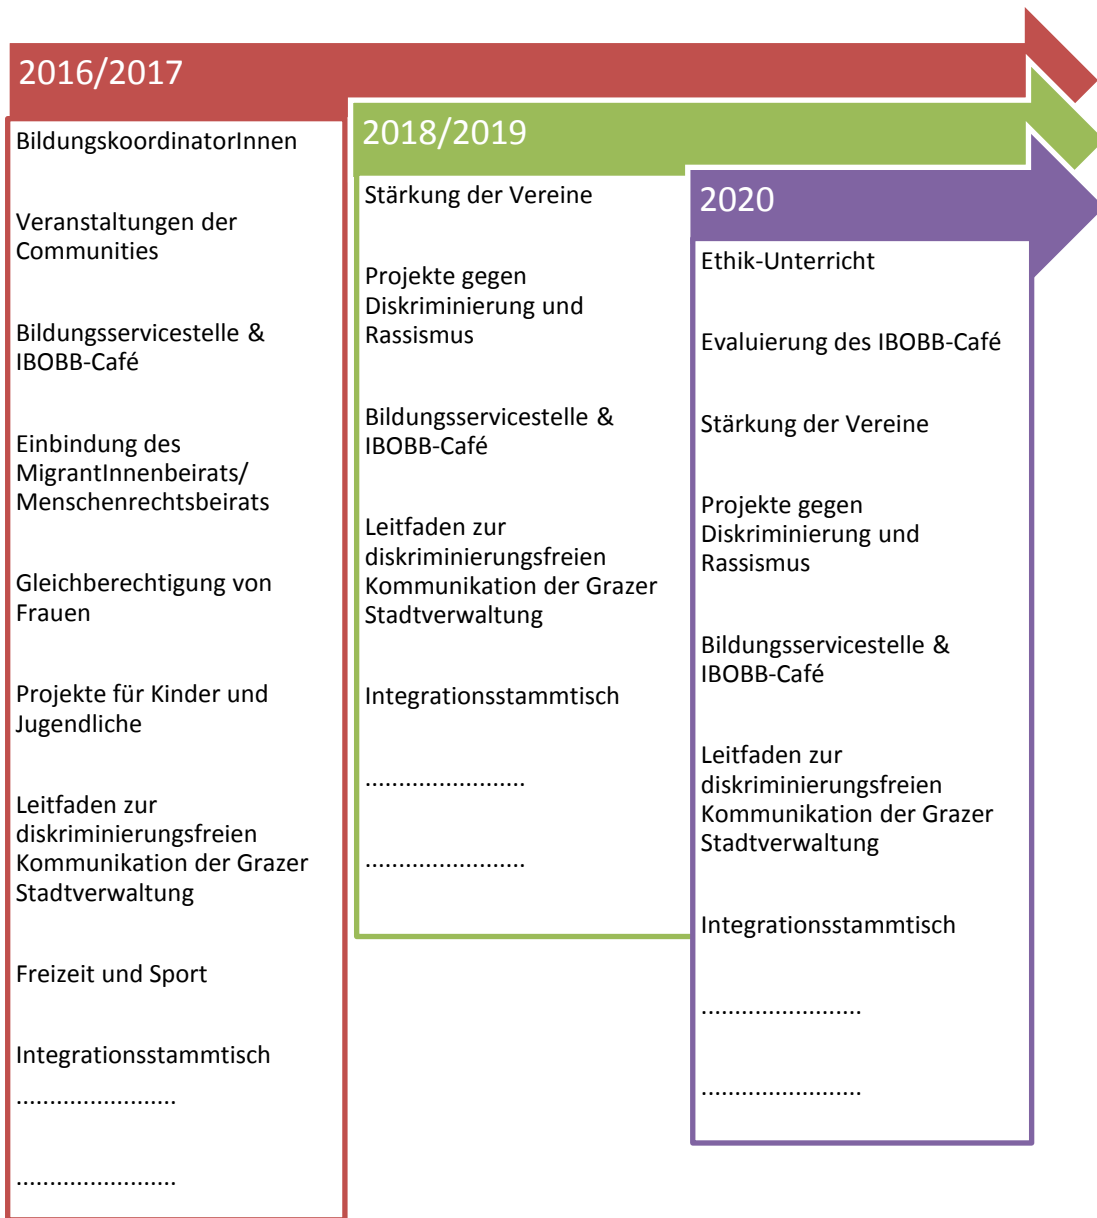 2016/2017
BildungskoordinatorInnen
Veranstaltungen der
Communities
Bildungsservicestelle &
IBOBB-Café
Einbindung des
MigrantInnenbeirats/
Menschenrechtsbeirats
Gleichberechtigung von
Frauen
Projekte für Kinder und
Jugendliche
Leitfaden zur
diskriminierungsfreien
Kommunikation der Grazer
Stadtverwaltung
Freizeit und Sport
Integrationsstammtisch
........................
........................
2018/2019
Stärkung der Vereine
Projekte gegen
Diskriminierung und
Rassismus
Bildungsservicestelle &
IBOBB-Café
Leitfaden zur
diskriminierungsfreien
Kommunikation der Grazer
Stadtverwaltung
Integrationsstammtisch
........................
........................
2020
Ethik-Unterricht
Evaluierung des IBOBB-Café
Stärkung der Vereine
Projekte gegen
Diskriminierung und
Rassismus
Bildungsservicestelle &
IBOBB-Café
Leitfaden zur
diskriminierungsfreien
Kommunikation der Grazer
Stadtverwaltung
Integrationsstammtisch
........................
........................